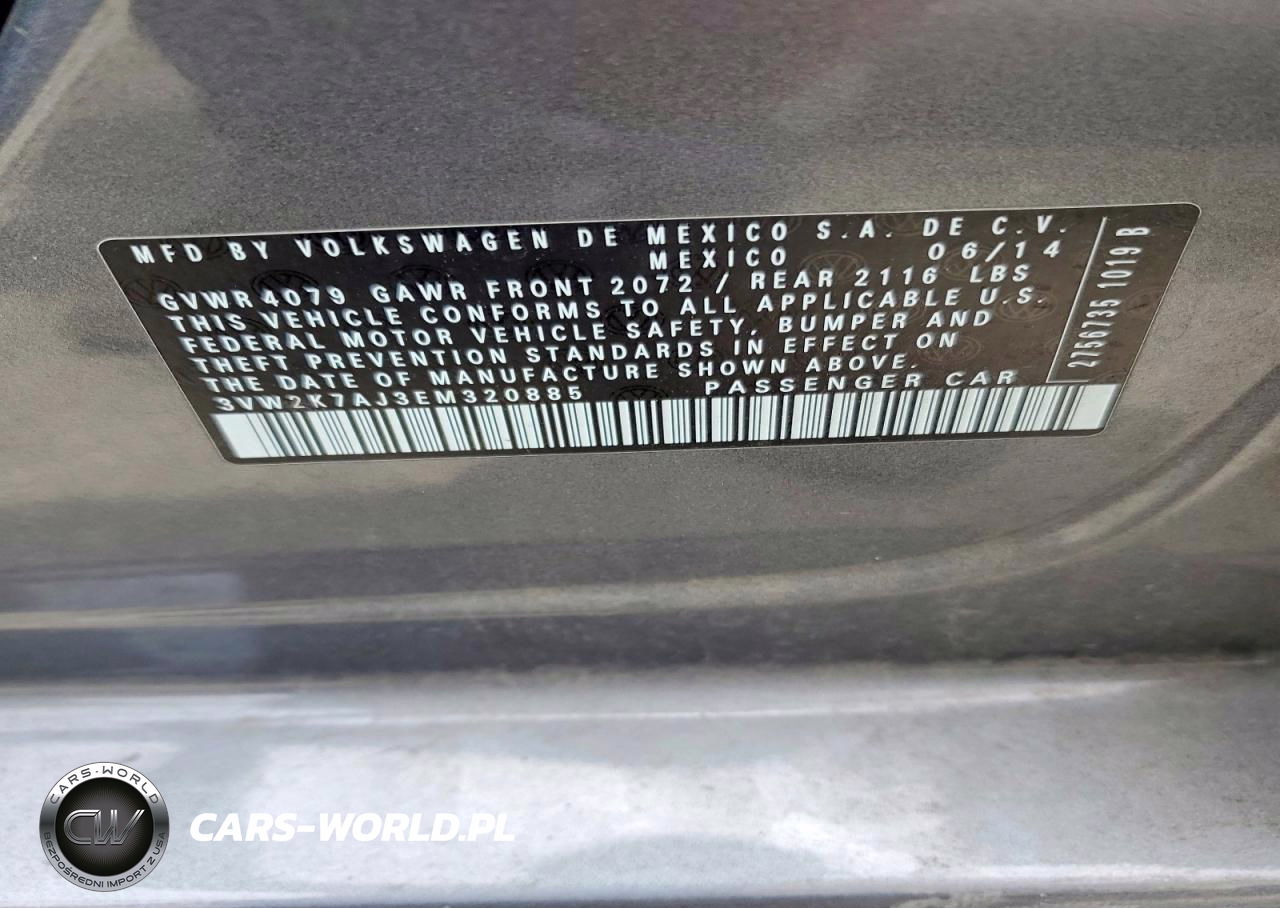 MFD BY VOLKSWAGEN DE MEXICO S.A. DE C.V.
MEXICO 06/14
GVWR 4079 GAWR FRONT 2072 / REAR 2116 LBS
THIS VEHICLE CONFORMS TO ALL APPLICABLE U.S.
FEDERAL MOTOR VEHICLE SAFETY, BUMPER AND
THEFT PREVENTION STANDARDS IN EFFECT ON
THE DATE OF MANUFACTURE SHOWN ABOVE.
3VW2K7AJ3EM320885 PASSENGER CAR
2756735 1019 B
CARS-WORLD
CW
BEZPOŚREDNI IMPORT Z USA
CARS-WORLD.PL